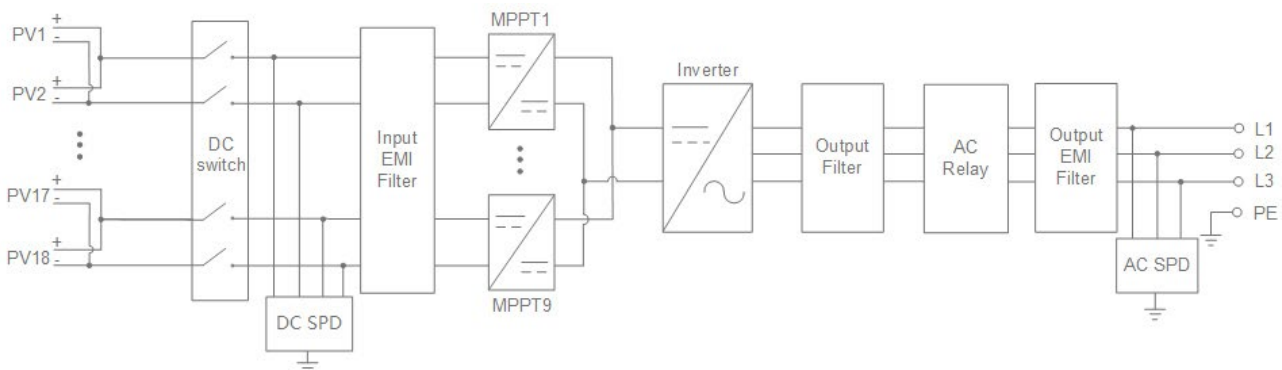 PV1
+
-
PV2
+
-
PV17
+
-
PV18
+
-
DC
switch
DC SPD
Input
EMI
Filter
MPPT1
MPPT9
Inverter
Output
Filter
AC
Relay
Output
EMI
Filter
AC SPD
L1
L2
L3
PE